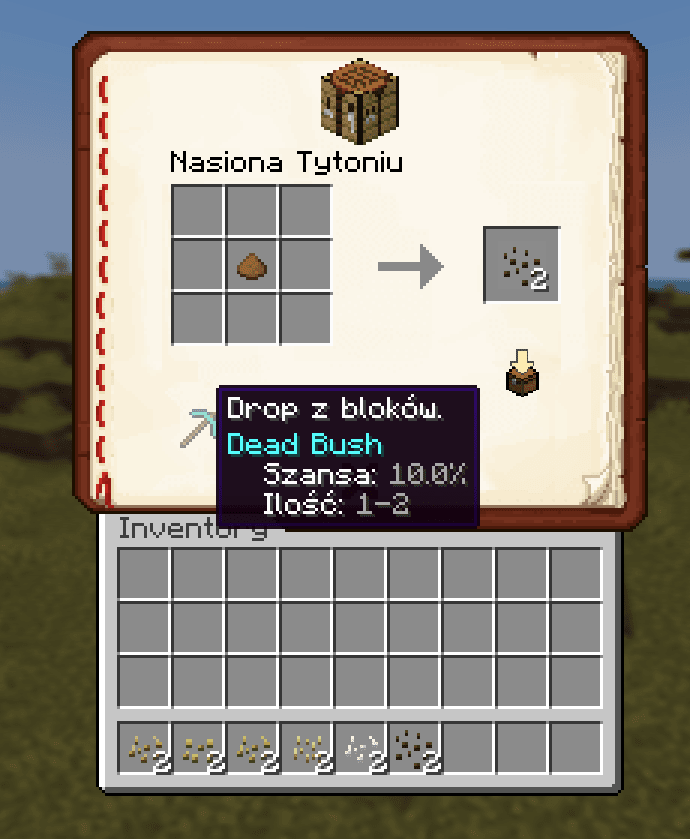 Nasiona Tytoniu
2
Drop z bloków.
Dead Bush
Szansa: 10.0%
Ilość: 1-2
Inventory
2 2 2 2 2 2